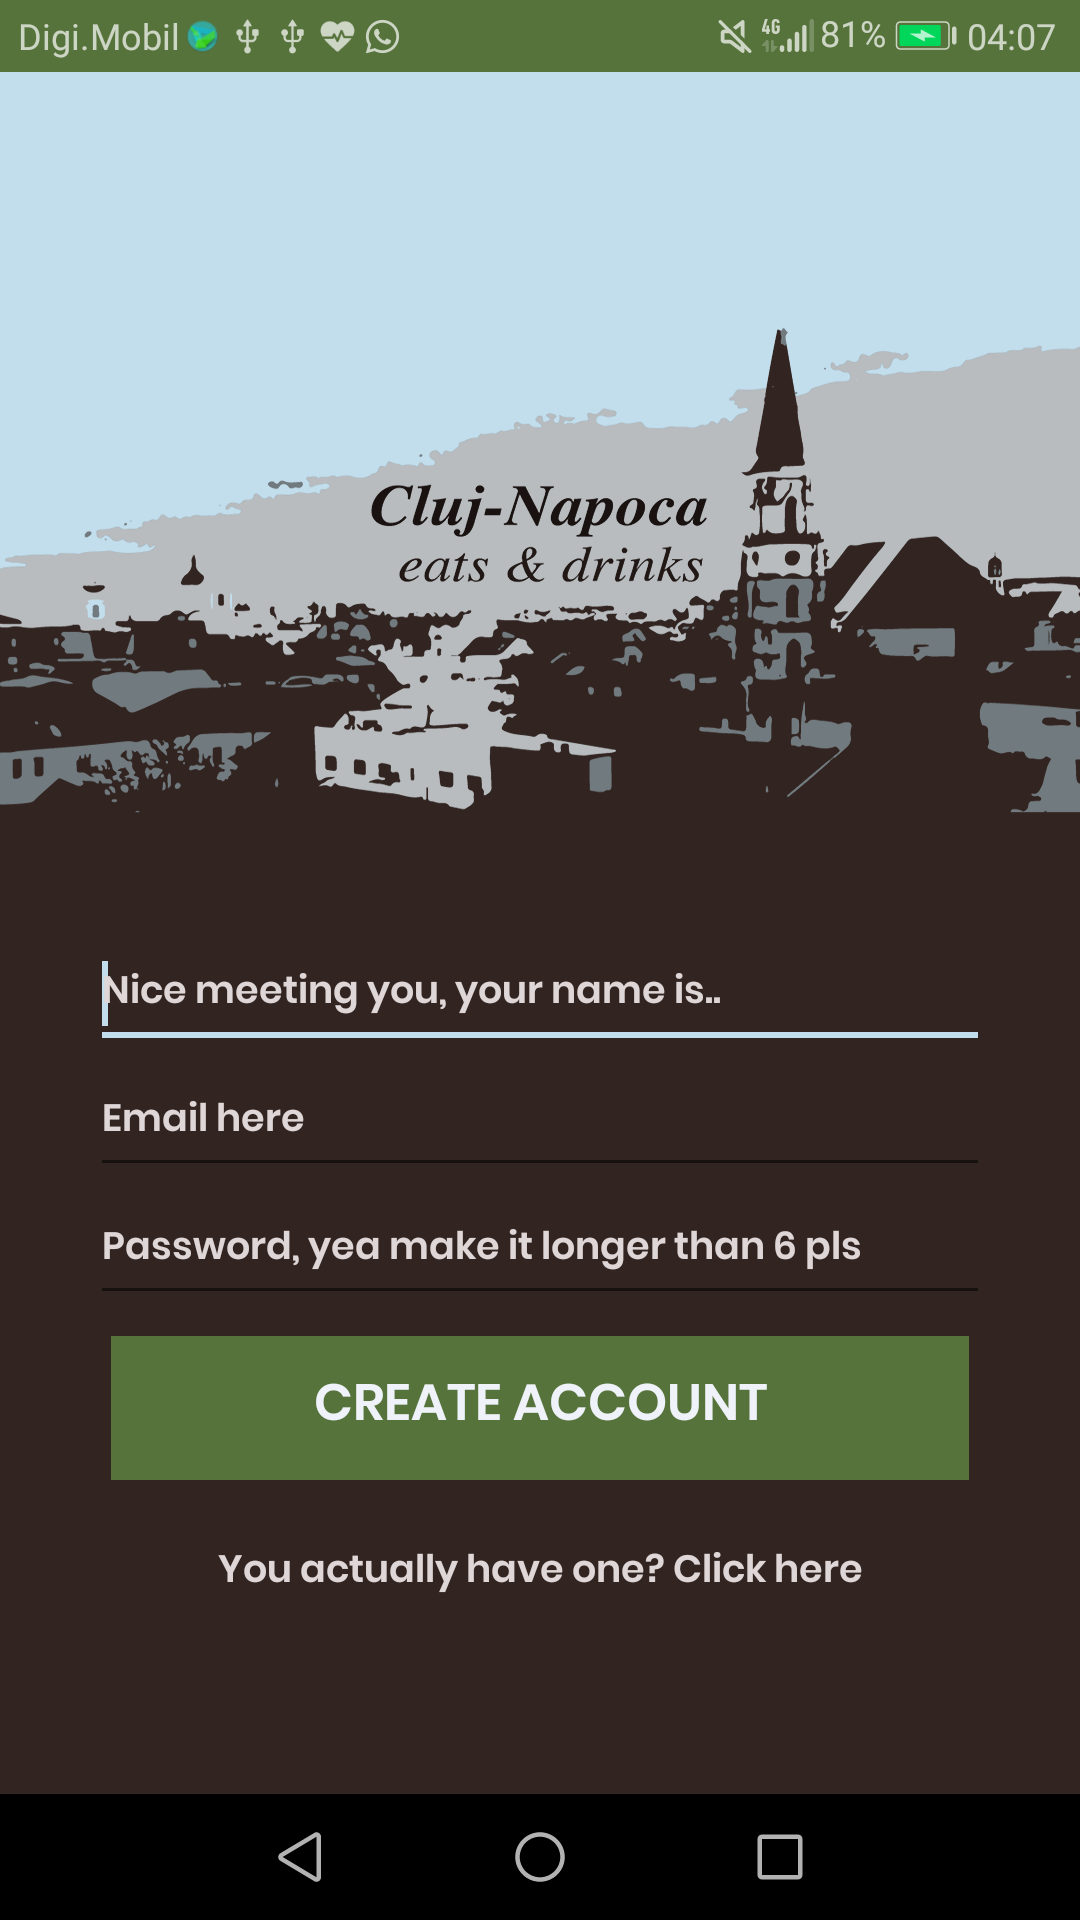 Digi.Mobil 4G 81% 04:07
Cluj-Napoca
eats & drinks
Nice meeting you, your name is..
Email here
Password, yea make it longer than 6 pls
CREATE ACCOUNT
You actually have one? Click here